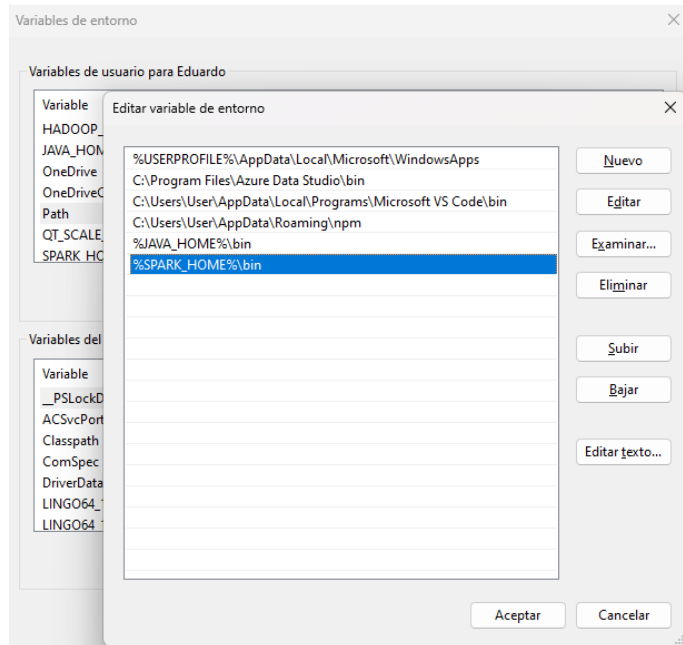 Variables de entorno
Variables de usuario para Eduardo
Variable
HADOOP_
JAVA_HOM
OneDrive
OneDriveC
Path
QT_SCALE_
SPARK_HO
Editar variable de entorno
%USERPROFILE%\AppData\Local\Microsoft\WindowsApps
C:\Program Files\Azure Data Studio\bin
C:\Users\User\AppData\Local\Programs\Microsoft VS Code\bin
C:\Users\User\AppData\Roaming\npm
%JAVA_HOME%\bin
%SPARK_HOME%\bin
Nuevo
Editar
Examinar...
Eliminar
Subir
Bajar
Editar texto...
Aceptar
Cancelar
Variables del
Variable
__PSLockD
ACSvcPort
Classpath
ComSpec
DriverData
LINGO64_1
LINGO64_1